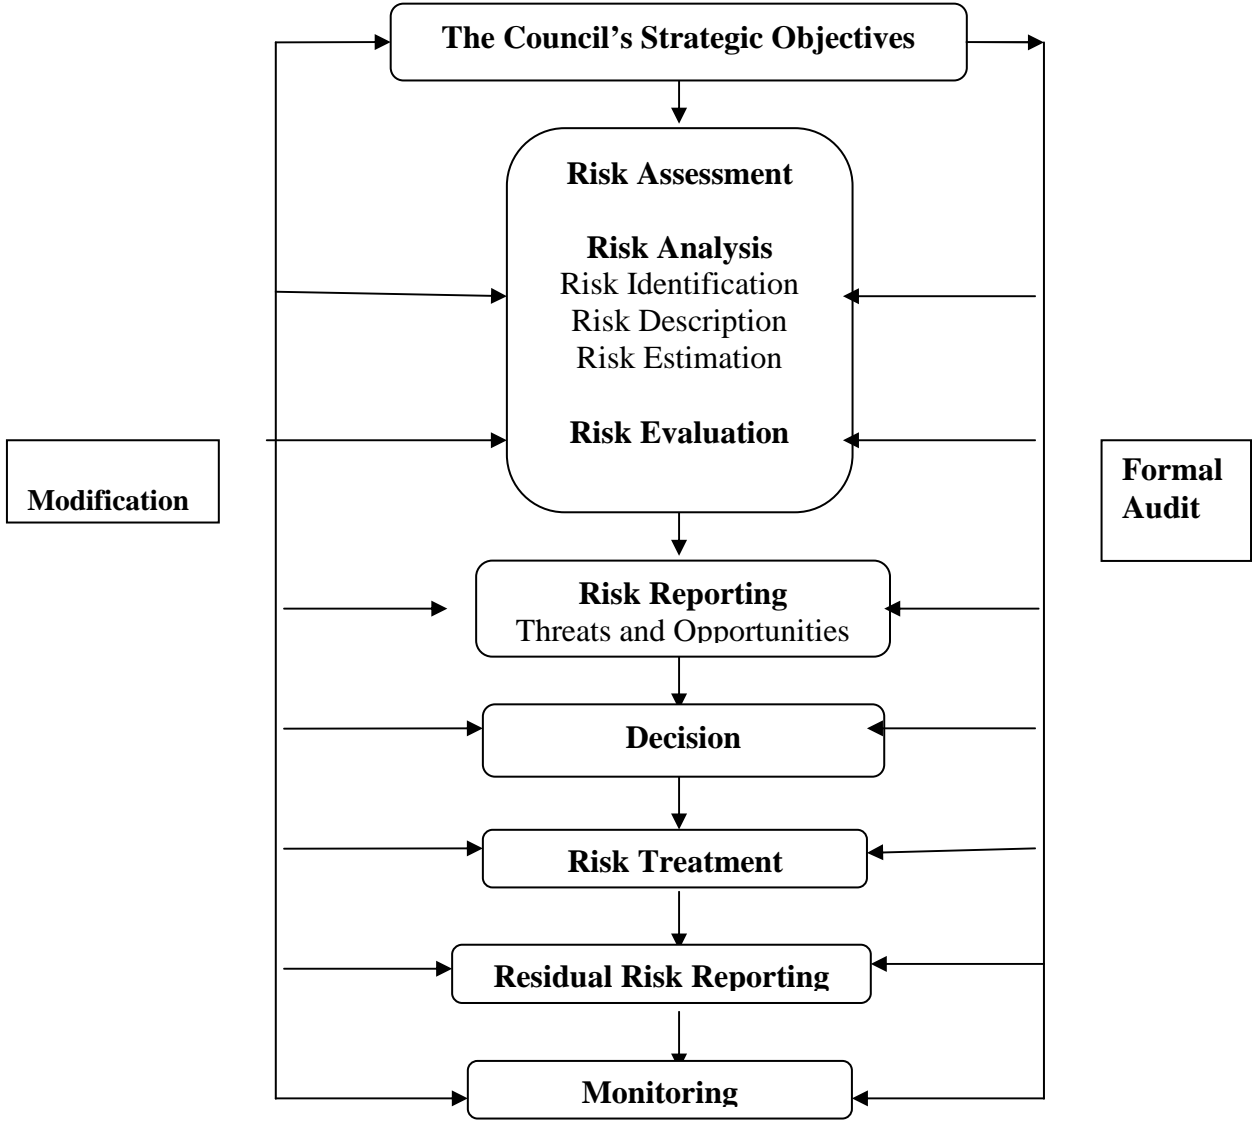 The Council’s Strategic Objectives
Risk Assessment
Risk Analysis
Risk Identification
Risk Description
Risk Estimation
Risk Evaluation
Modification
Formal
Audit
Risk Reporting
Threats and Opportunities
Decision
Risk Treatment
Residual Risk Reporting
Monitoring